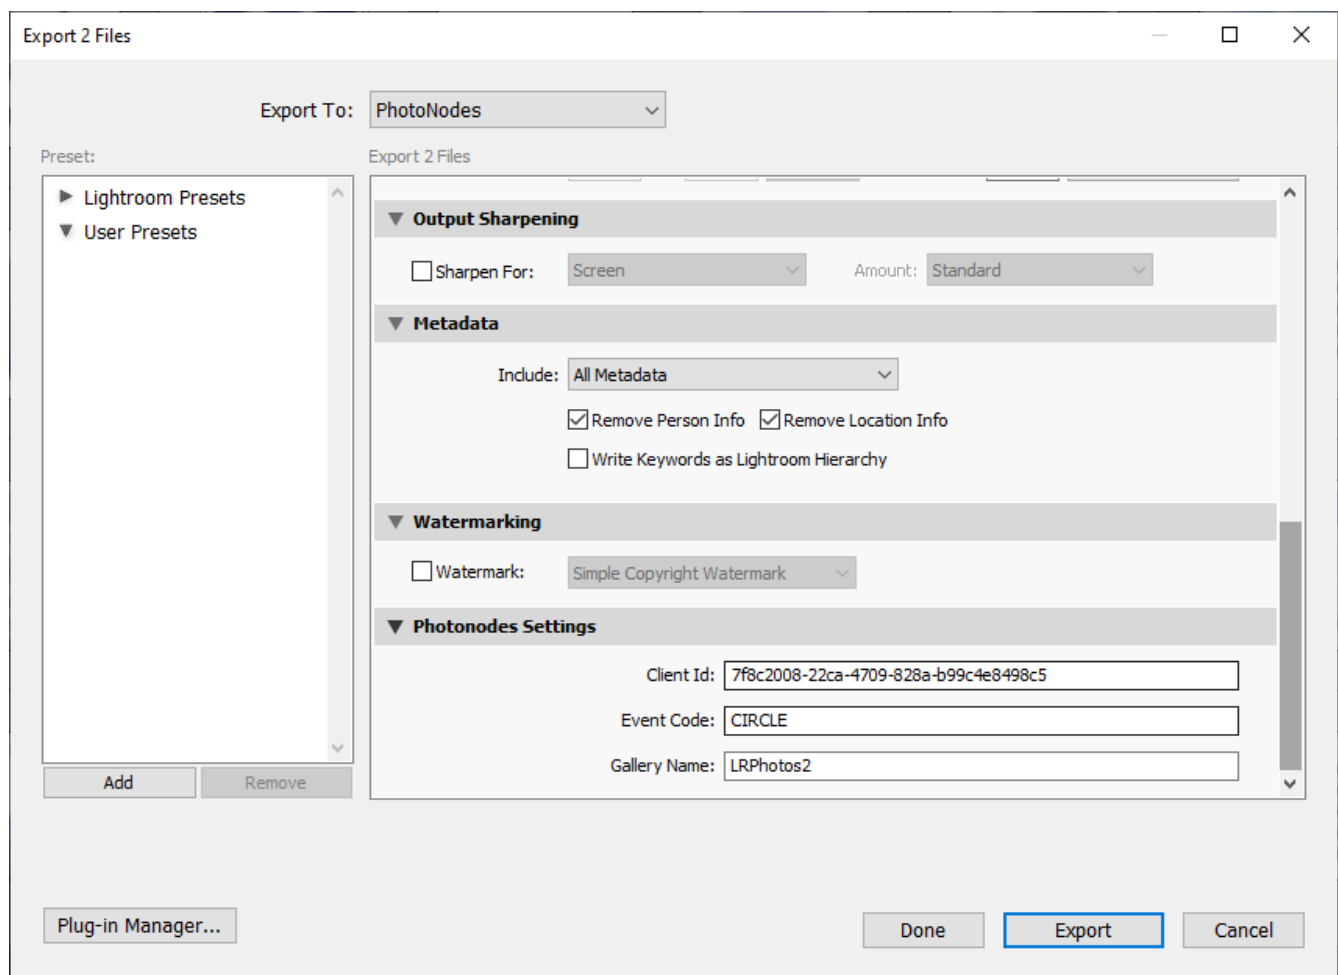 Export 2 Files
Export To: PhotoNodes
Preset:
Export 2 Files
Lightroom Presets
User Presets
Add Remove
Output Sharpening
Sharpen For: Screen Amount: Standard
Metadata
Include: All Metadata
Remove Person Info Remove Location Info
Write Keywords as Lightroom Hierarchy
Watermarking
Watermark: Simple Copyright Watermark
Photonodes Settings
Client Id: 7f8c2008-22ca-4709-828a-b99c4e8498c5
Event Code: CIRCLE
Gallery Name: LRPhotos2
Plug-in Manager... Done Export Cancel